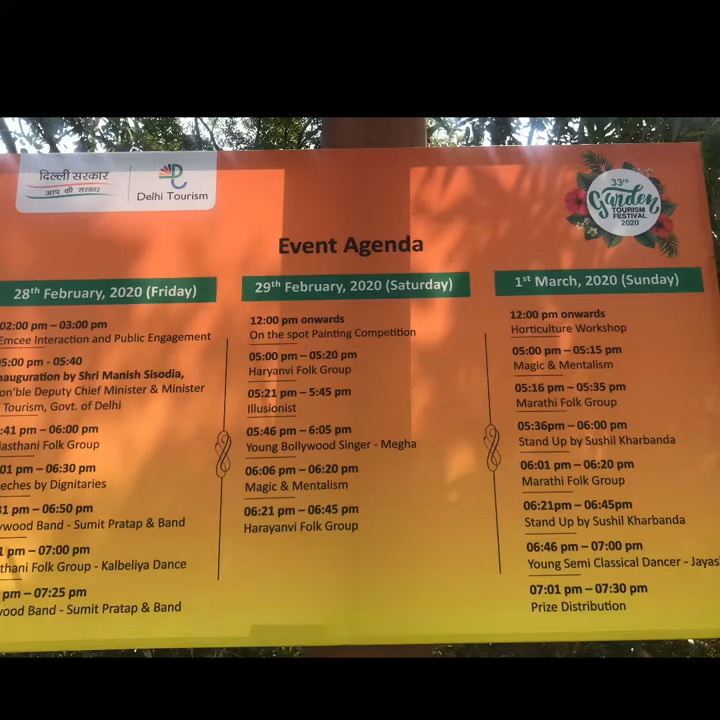 दिल्ली सरकार
आप की सरकार
Delhi Tourism
33rd
Garden
TOURISM
FESTIVAL
2020
Event Agenda
28th February, 2020 (Friday)
02:00 pm – 03:00 pm
Emcee Interaction and Public Engagement
5:00 pm - 05:40
nauguration by Shri Manish Sisodia,
on'ble Deputy Chief Minister & Minister
Tourism, Govt. of Delhi
:41 pm – 06:00 pm
jasthani Folk Group
01 pm – 06:30 pm
eches by Dignitaries
31 pm – 06:50 pm
ywood Band - Sumit Pratap & Band
1 pm – 07:00 pm
thani Folk Group - Kalbeliya Dance
pm – 07:25 pm
vood Band - Sumit Pratap & Band
29th February, 2020 (Saturday)
12:00 pm onwards
On the spot Painting Competition
05:00 pm – 05:20 pm
Haryanvi Folk Group
05:21 pm – 5:45 pm
Illusionist
05:46 pm – 6:05 pm
Young Bollywood Singer - Megha
06:06 pm – 06:20 pm
Magic & Mentalism
06:21 pm – 06:45 pm
Harayanvi Folk Group
1st March, 2020 (Sunday)
12:00 pm onwards
Horticulture Workshop
05:00 pm – 05:15 pm
Magic & Mentalism
05:16 pm – 05:35 pm
Marathi Folk Group
05:36pm – 06:00 pm
Stand Up by Sushil Kharbanda
06:01 pm – 06:20 pm
Marathi Folk Group
06:21pm – 06:45pm
Stand Up by Sushil Kharbanda
06:46 pm – 07:00 pm
Young Semi Classical Dancer - Jayas
07:01 pm – 07:30 pm
Prize Distribution